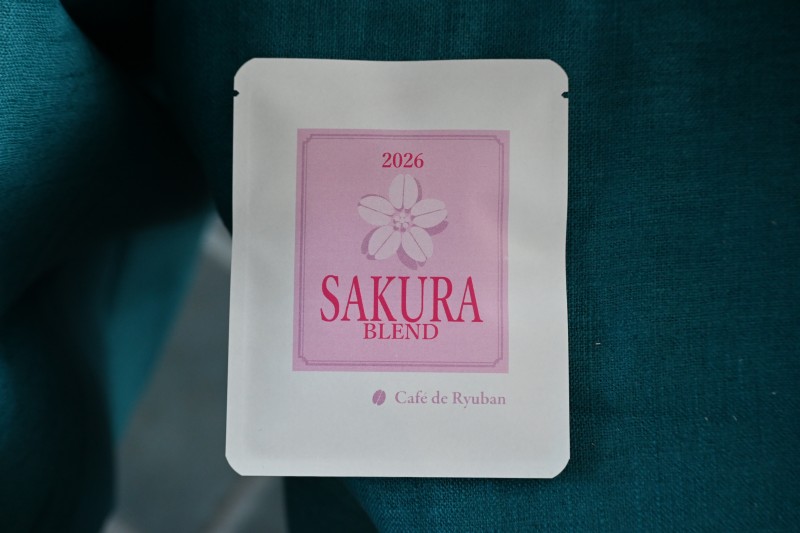 2026
SAKURA
BLEND
Café de Ryuban